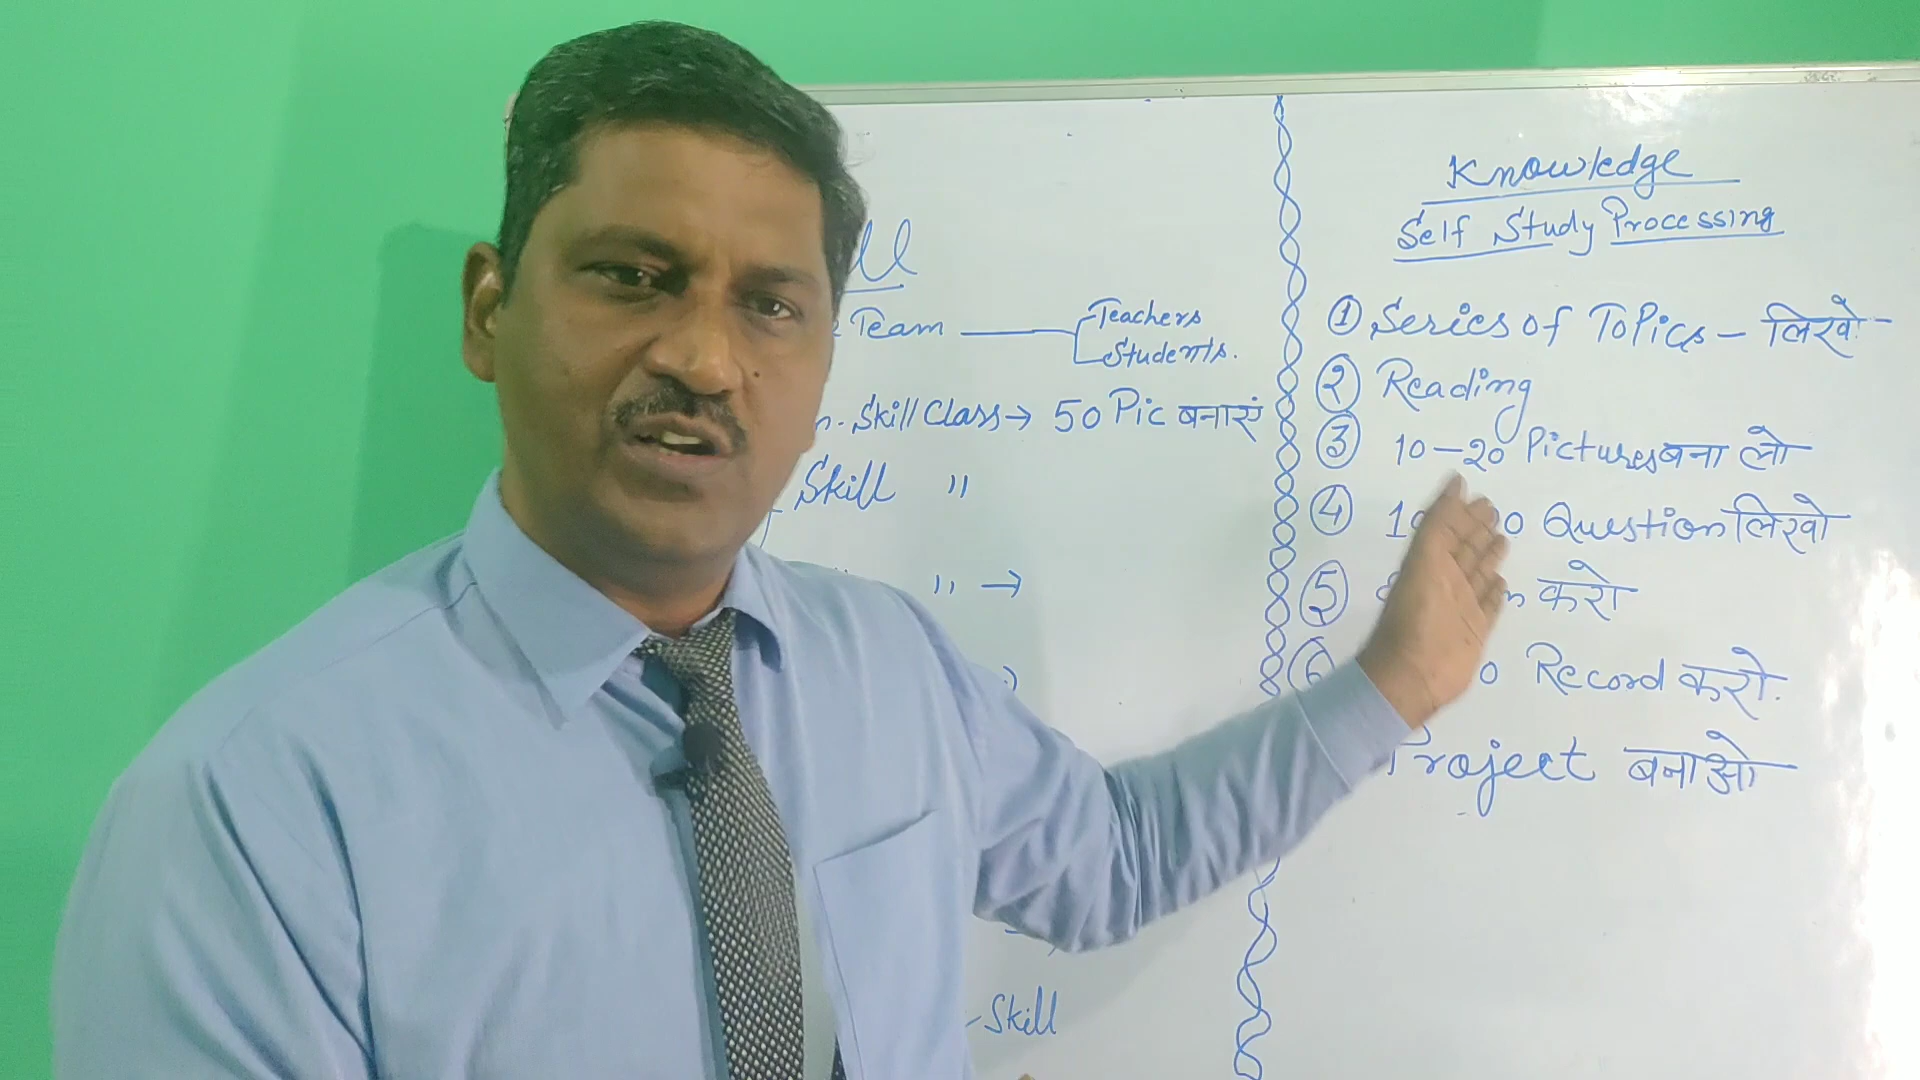 Team — Teachers
Students.
Skill Class → 50 Pic बनाएं
Skill "
" →
Skill
Knowledge
Self Study Processing
① Series of Topics - लिखो -
② Reading
③ 10-20 Pictures बना लो
④ Question लिखो
⑤ करो
⑥ Record करो.
Project बनाओ